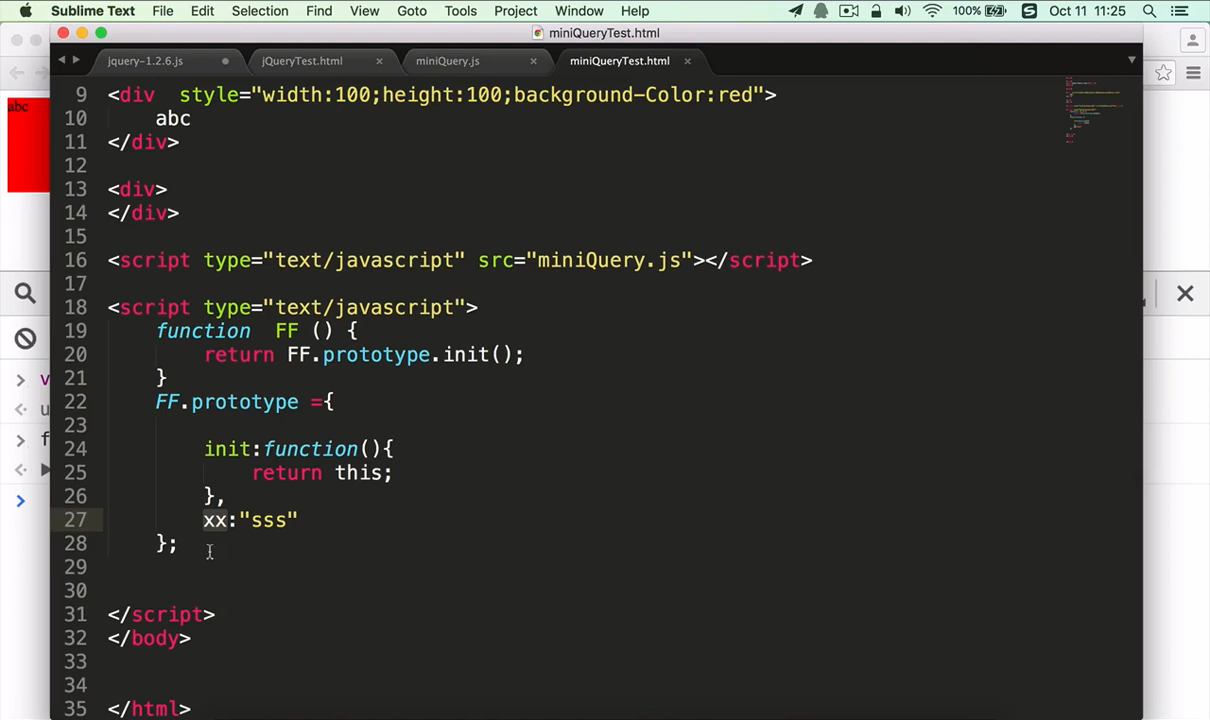 Sublime Text File Edit Selection Find View Goto Tools Project Window Help 100% Oct 11 11:25
miniQueryTest.html
jquery-1.2.6.js jQueryTest.html miniQuery.js miniQueryTest.html
abc
9 <div  style="width:100;height:100;background-Color:red">
10     abc
11 </div>
12
13 <div>
14 </div>
15
16 <script type="text/javascript" src="miniQuery.js"></script>
17
18 <script type="text/javascript">
19     function  FF () {
20         return FF.prototype.init();
21     }
22     FF.prototype ={
23
24         init:function(){
25             return this;
26         },
27         xx:"sss"
28     };
29
30
31 </script>
32 </body>
33
34
35 </html>